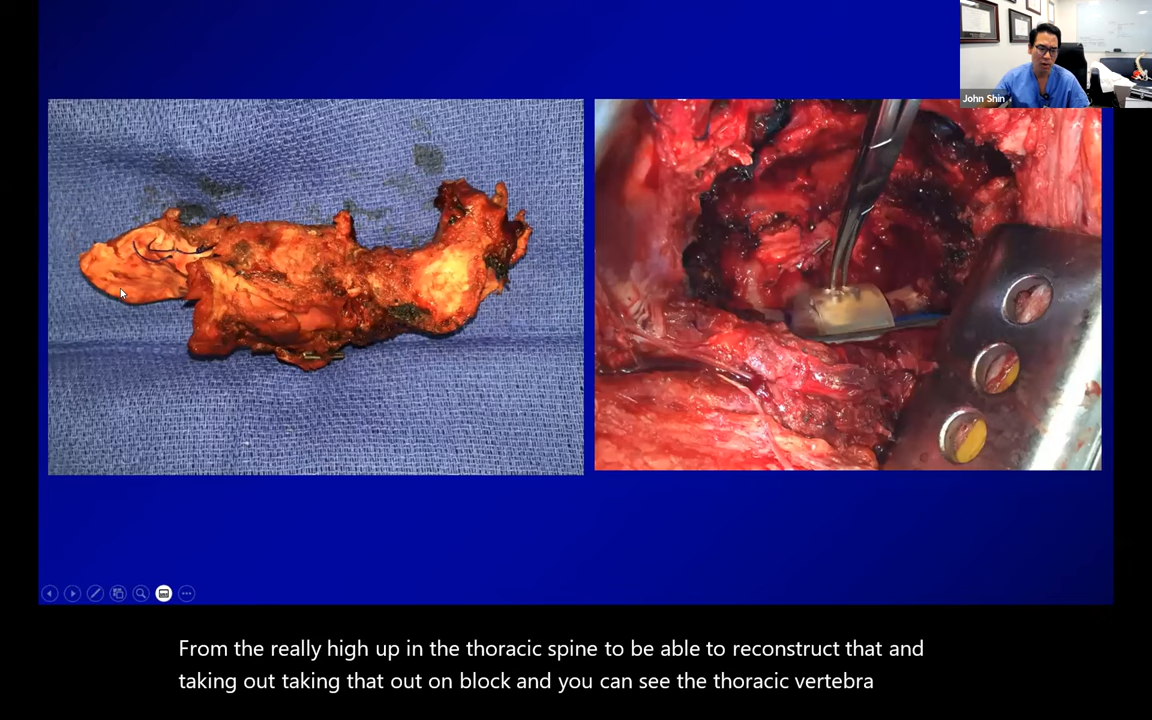 John Shin
From the really high up in the thoracic spine to be able to reconstruct that and
taking out taking that out on block and you can see the thoracic vertebra